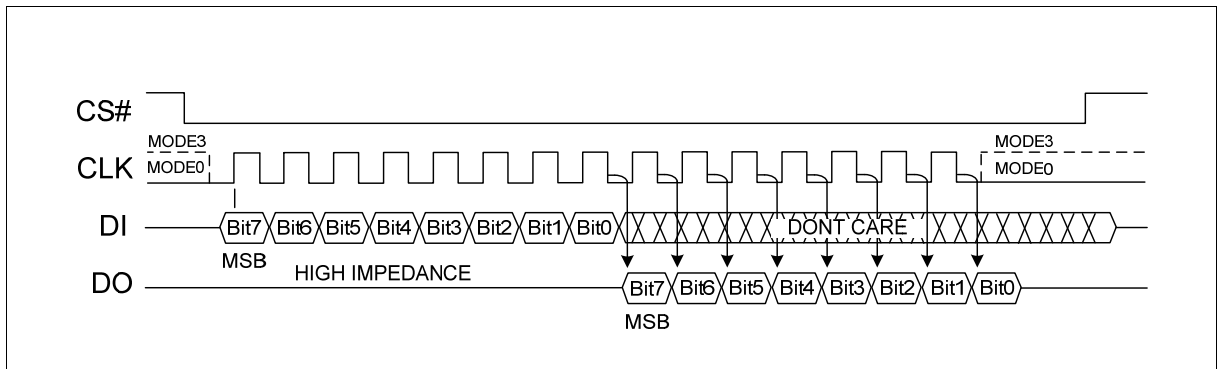 CS#
MODE3 MODE3
CLK MODE0 MODE0
DI Bit7 Bit6 Bit5 Bit4 Bit3 Bit2 Bit1 Bit0 DONT CARE
MSB HIGH IMPEDANCE
DO Bit7 Bit6 Bit5 Bit4 Bit3 Bit2 Bit1 Bit0
MSB